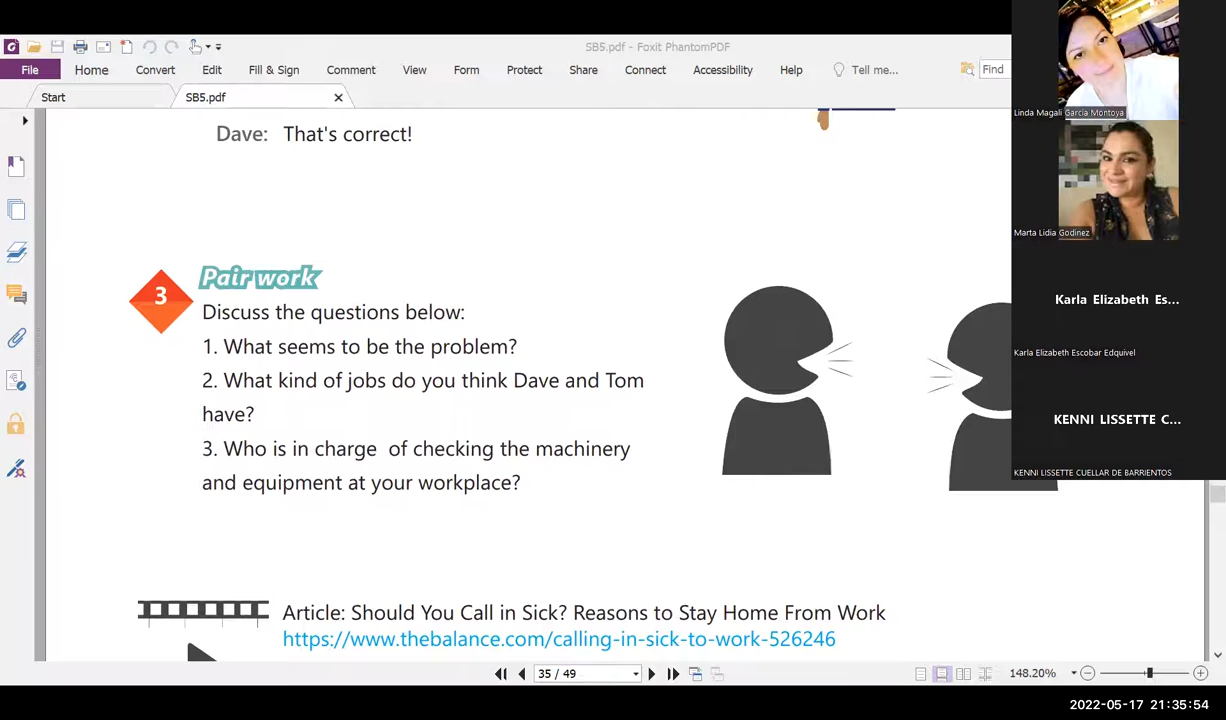 SB5.pdf - Foxit PhantomPDF
File Home Convert Edit Fill & Sign Comment View Form Protect Share Connect Accessibility Help Tell me... Find
Start SB5.pdf
Dave: That's correct!
3
Pair work
Discuss the questions below:
1. What seems to be the problem?
2. What kind of jobs do you think Dave and Tom
have?
3. Who is in charge of checking the machinery
and equipment at your workplace?
Article: Should You Call in Sick? Reasons to Stay Home From Work
https://www.thebalance.com/calling-in-sick-to-work-526246
35 / 49
148.20%
Linda Magali García Montoya
Marta Lidia Godinez
Karla Elizabeth Es...
Karla Elizabeth Escobar Edquivel
KENNI LISSETTE C...
KENNI LISSETTE CUELLAR DE BARRIENTOS
2022-05-17 21:35:54